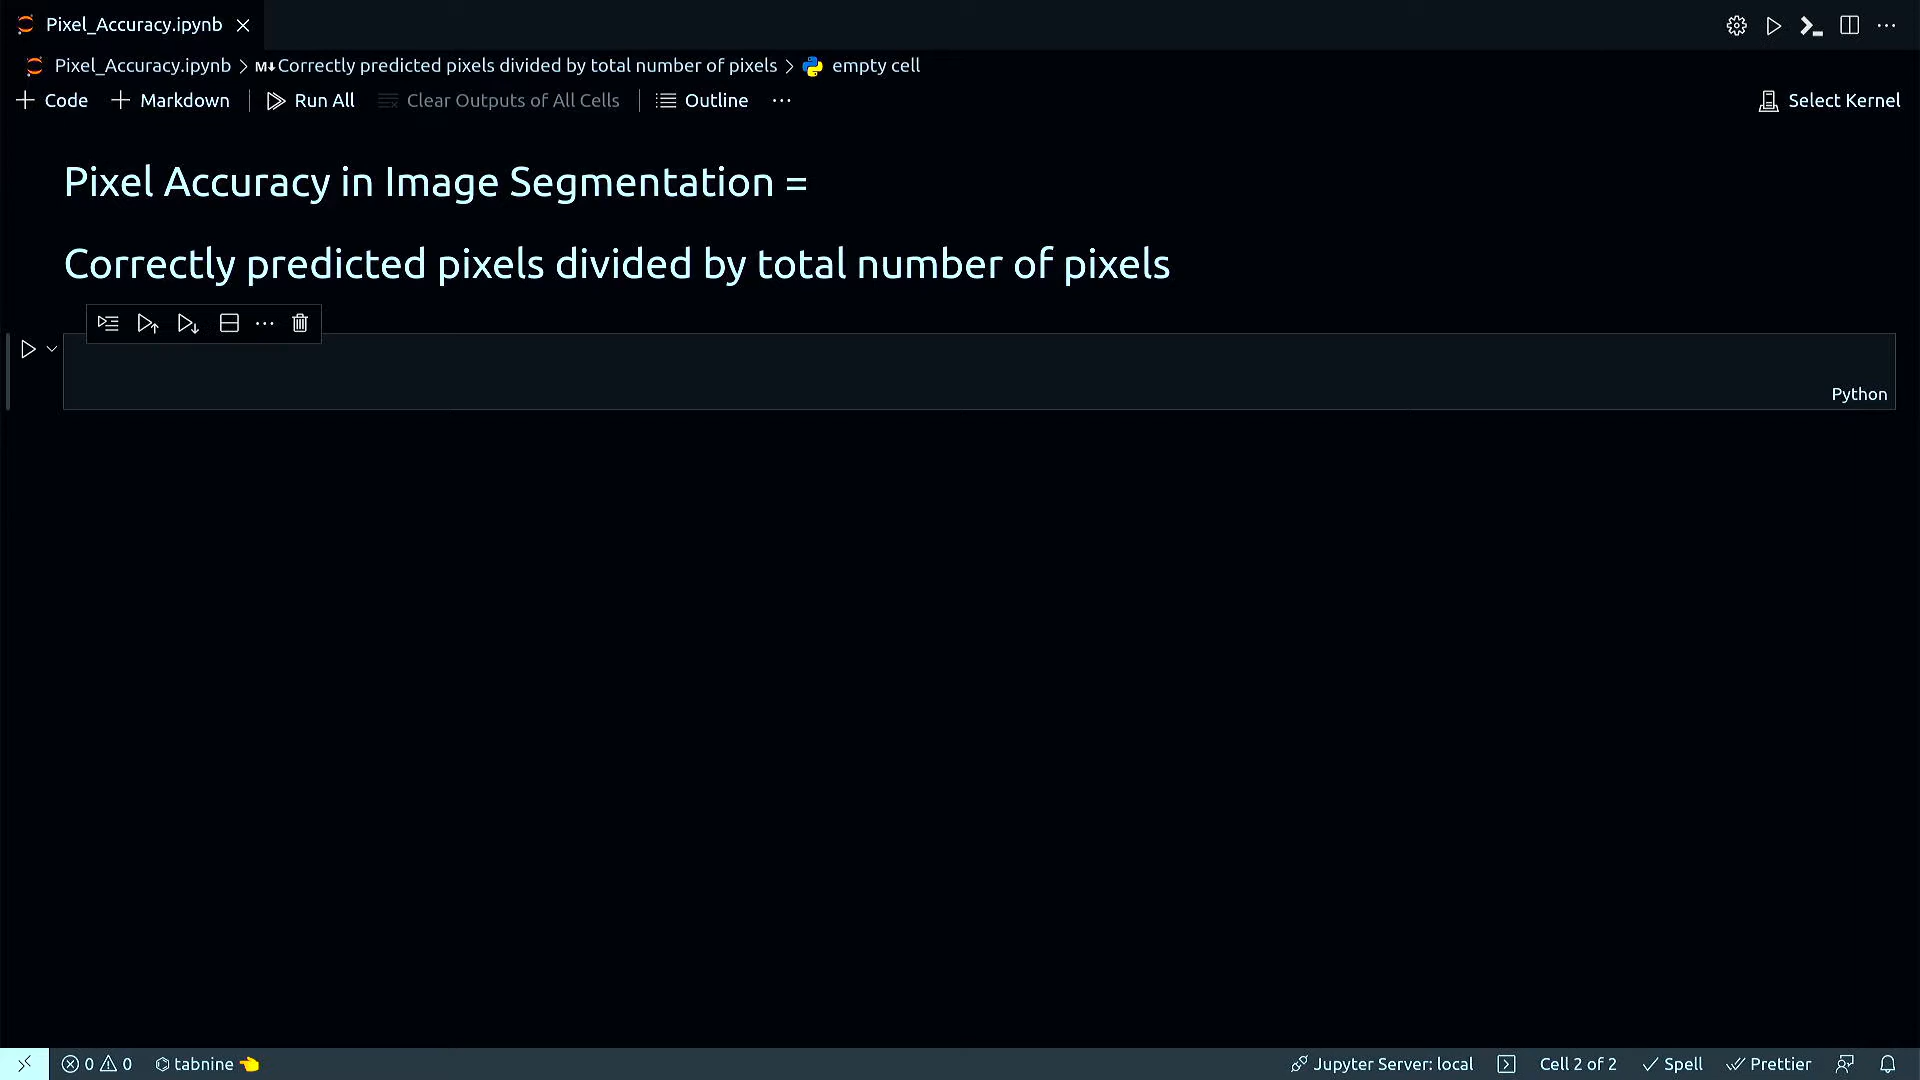 Pixel_Accuracy.ipynb
Pixel_Accuracy.ipynb > M↓ Correctly predicted pixels divided by total number of pixels > empty cell
+ Code + Markdown | Run All Clear Outputs of All Cells | Outline ... Select Kernel
Pixel Accuracy in Image Segmentation =
Correctly predicted pixels divided by total number of pixels
Python
0 0 tabnine Jupyter Server: local Cell 2 of 2 Spell Prettier